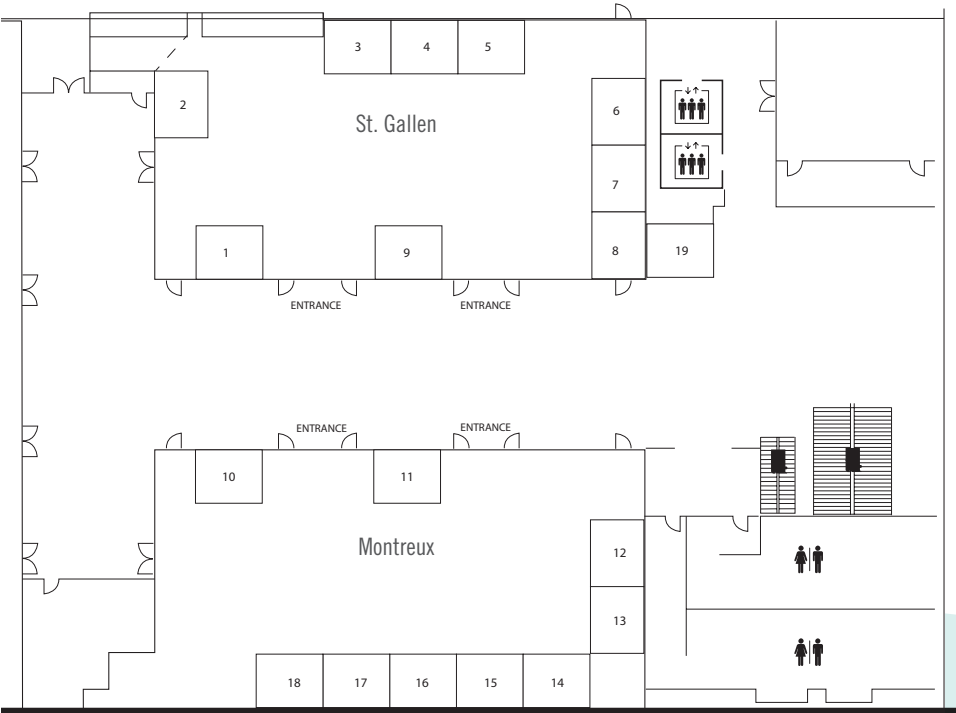 3 4 5
2
6
St. Gallen
7
1 9 8 19
ENTRANCE ENTRANCE
ENTRANCE ENTRANCE
10 11
Montreux
12
13
18 17 16 15 14